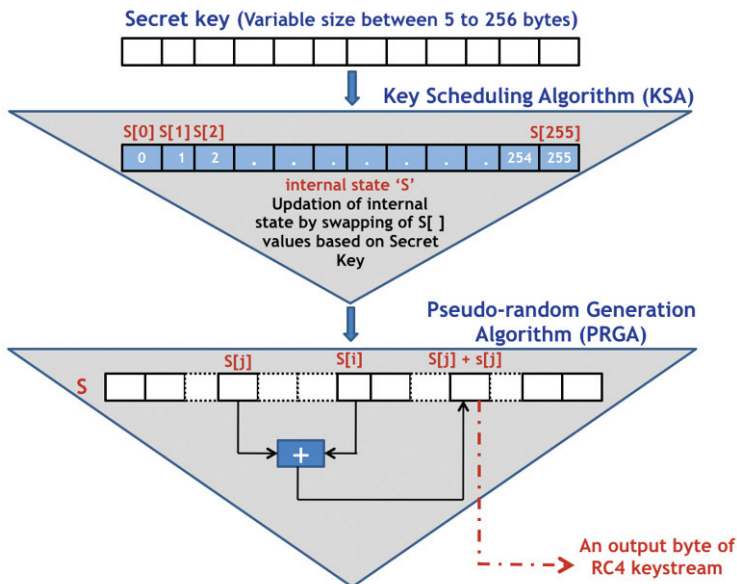 Secret key (Variable size between 5 to 256 bytes)
Key Scheduling Algorithm (KSA)
S[0] S[1] S[2] S[255]
0 1 2 . . . . . . . 254 255
internal state ‘S’
Updation of internal
state by swapping of S[ ]
values based on Secret
Key
Pseudo-random Generation
Algorithm (PRGA)
S[j] S[i] S[j] + s[j]
S
+
An output byte of
RC4 keystream